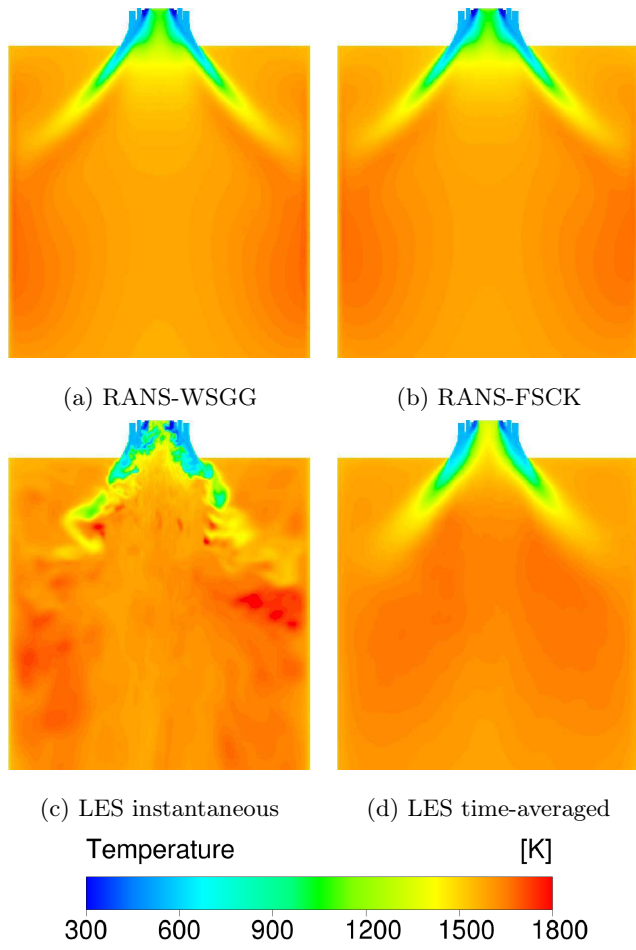 (a) RANS-WSGG
(b) RANS-FSCK
(c) LES instantaneous
(d) LES time-averaged
Temperature [K]
300 600 900 1200 1500 1800